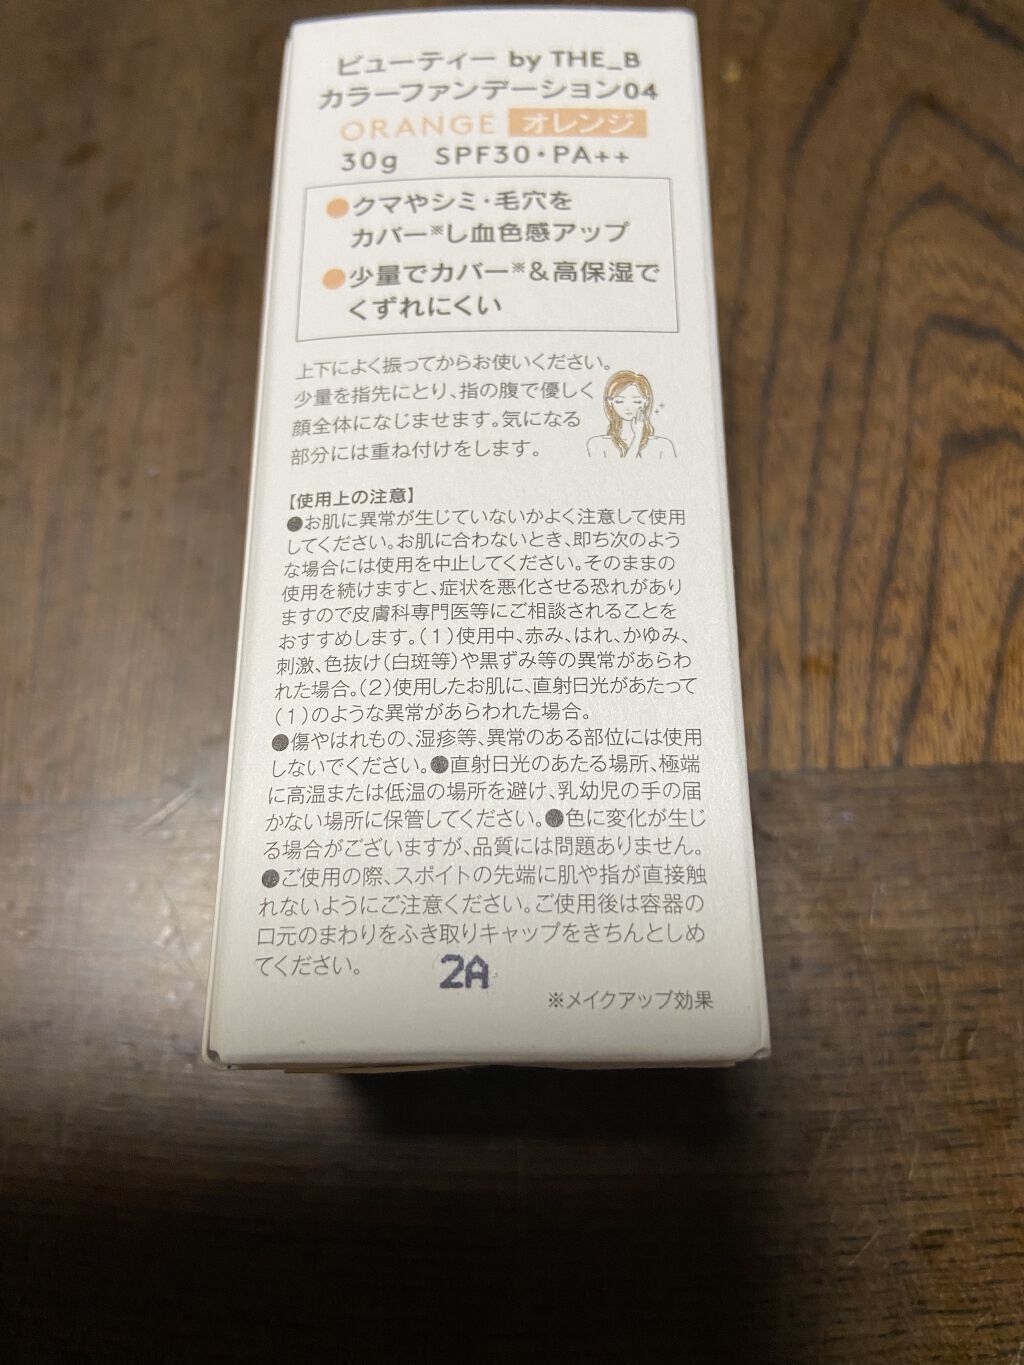 ビューティー by THE_B
カラーファンデーション04
ORANGE オレンジ
30g SPF30・PA++
●クマやシミ・毛穴を
カバー※し血色感アップ
●少量でカバー※&高保湿で
くずれにくい
上下によく振ってからお使いください。
少量を指先にとり、指の腹で優しく
顔全体になじませます。気になる
部分には重ね付けをします。
【使用上の注意】
●お肌に異常が生じていないかよく注意して使用
してください。お肌に合わないとき、即ち次のよう
な場合には使用を中止してください。そのままの
使用を続けますと、症状を悪化させる恐れがあり
ますので皮膚科専門医等にご相談されることを
おすすめします。(1)使用中、赤み、はれ、かゆみ、
刺激、色抜け(白斑等)や黒ずみ等の異常があらわ
れた場合。(2)使用したお肌に、直射日光があたって
(1)のような異常があらわれた場合。
●傷やはれもの、湿疹等、異常のある部位には使用
しないでください。●直射日光のあたる場所、極端
に高温または低温の場所を避け、乳幼児の手の届
かない場所に保管してください。●色に変化が生じ
る場合がございますが、品質には問題ありません。
●ご使用の際、スポイトの先端に肌や指が直接触
れないようにご注意ください。ご使用後は容器の
口元のまわりをふき取りキャップをきちんとしめ
てください。
2A
※メイクアップ効果